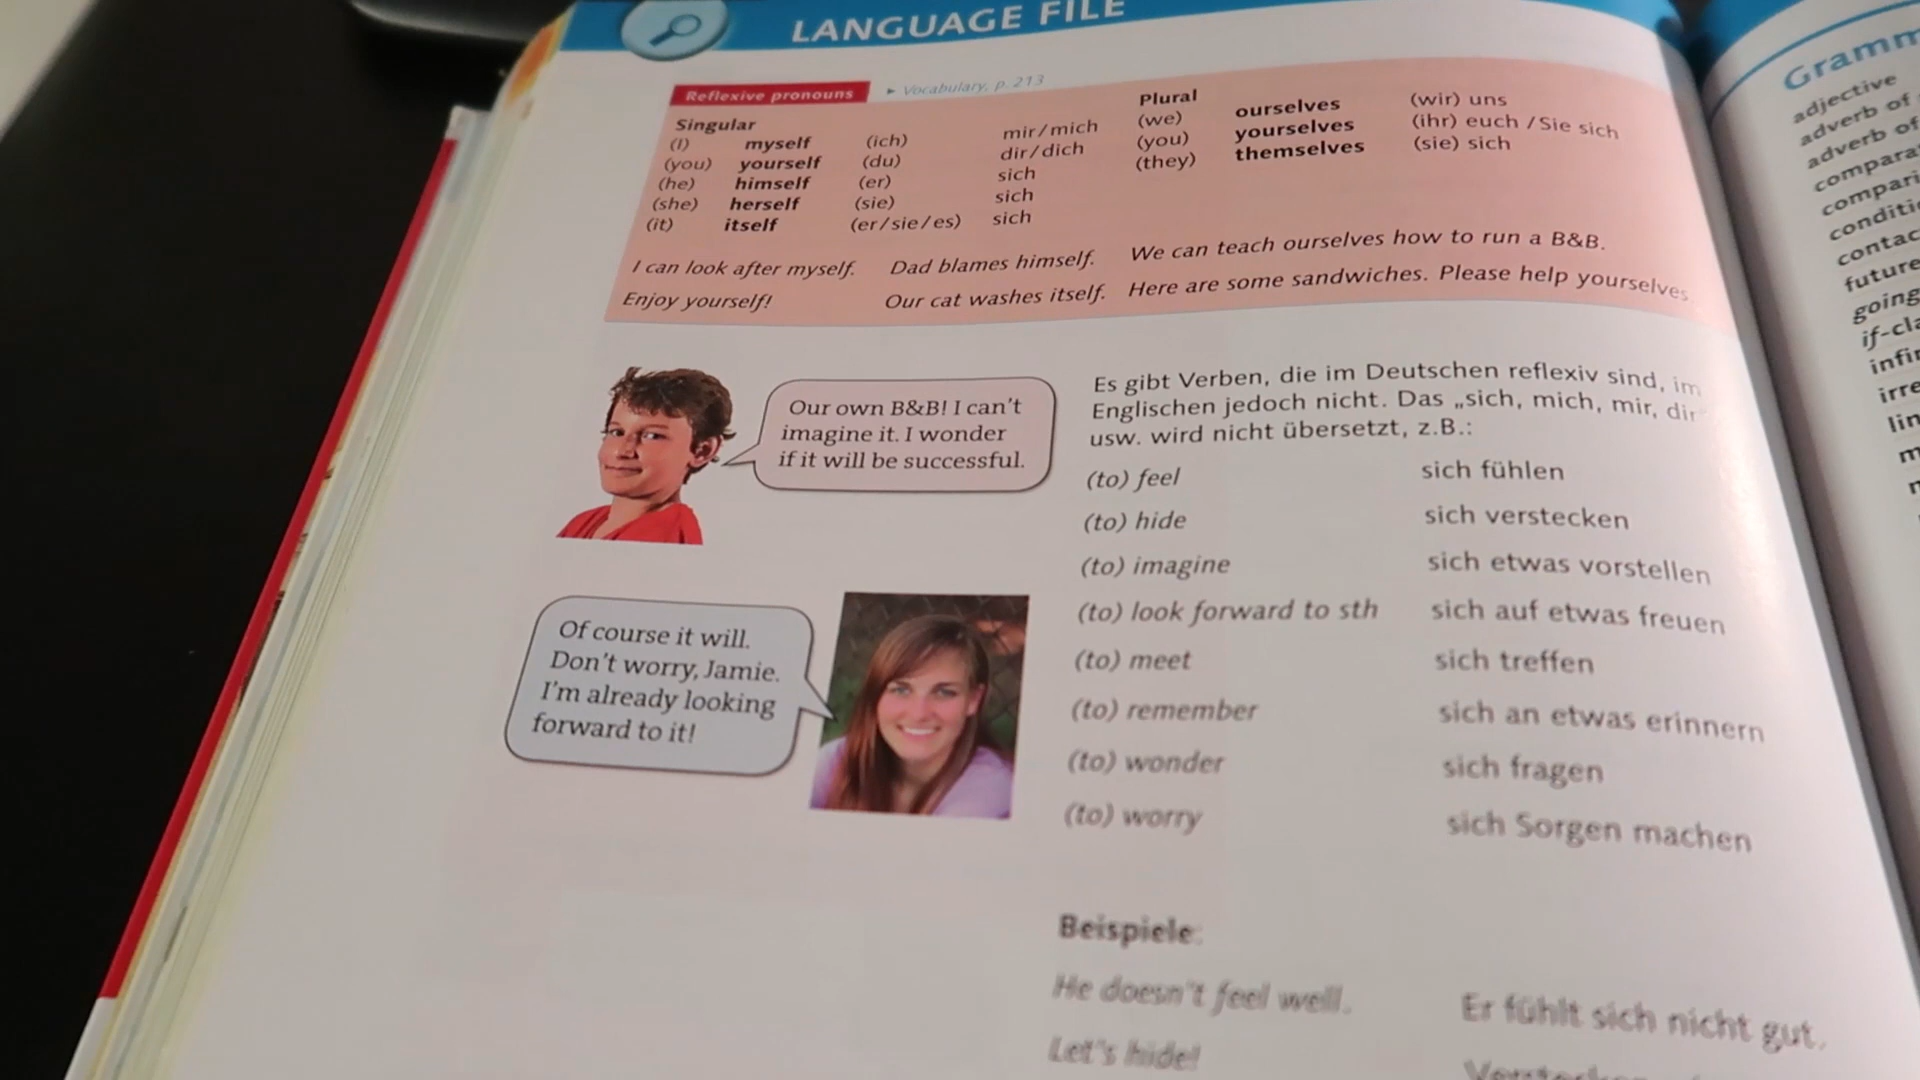 LANGUAGE FILE
Reflexive pronouns ► Vocabulary, p. 213
Singular
(I) myself (ich) mir/mich
(you) yourself (du) dir/dich
(he) himself (er) sich
(she) herself (sie) sich
(it) itself (er/sie/es) sich
Plural
(we) ourselves (wir) uns
(you) yourselves (ihr) euch /Sie sich
(they) themselves (sie) sich
I can look after myself. Dad blames himself. We can teach ourselves how to run a B&B.
Enjoy yourself! Our cat washes itself. Here are some sandwiches. Please help yourselves
Our own B&B! I can't
imagine it. I wonder
if it will be successful.
Of course it will.
Don't worry, Jamie.
I'm already looking
forward to it!
Es gibt Verben, die im Deutschen reflexiv sind, im
Englischen jedoch nicht. Das „sich, mich, mir, dir
usw. wird nicht übersetzt, z.B.:
(to) feel sich fühlen
(to) hide sich verstecken
(to) imagine sich etwas vorstellen
(to) look forward to sth sich auf etwas freuen
(to) meet sich treffen
(to) remember sich an etwas erinnern
(to) wonder sich fragen
(to) worry sich Sorgen machen
Beispiele:
He doesn't feel well. Er fühlt sich nicht gut.
Let's hide!
adjective
adverb of
adverb of
future
going